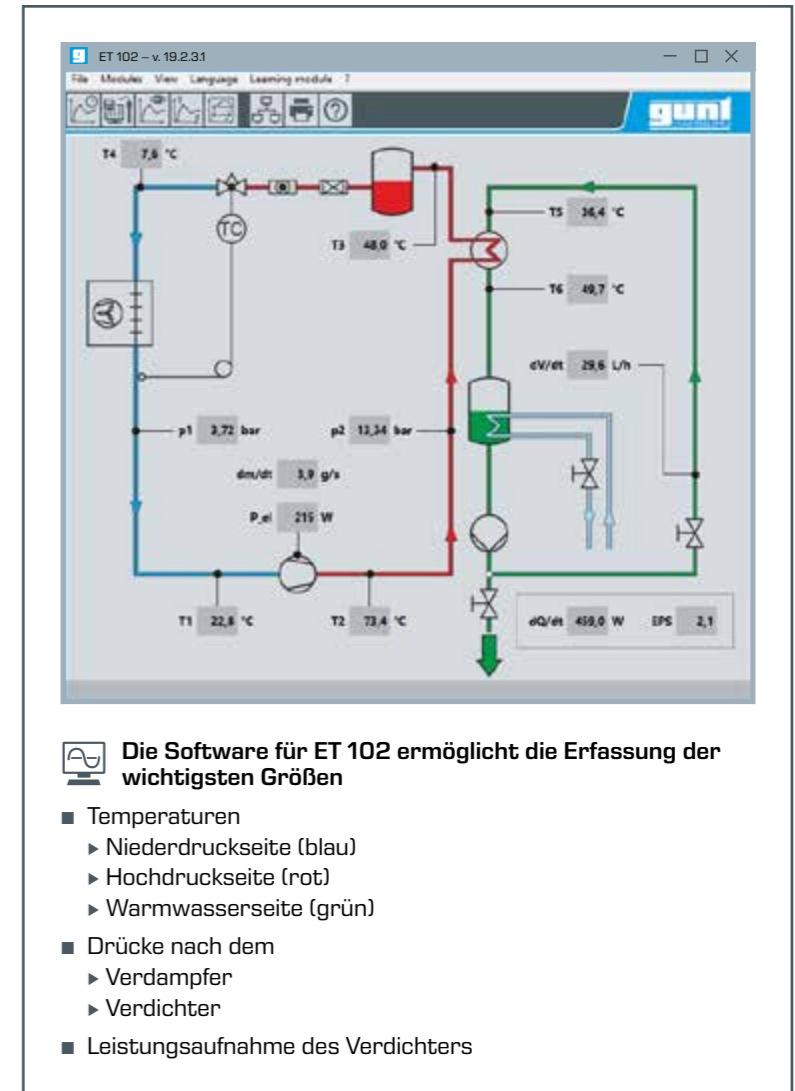 ET 102 – v. 19.2.3.1
File Modules View Language Learning module ?
gunt
T4 7,6 °C
TC
T3 48,0 °C
T5 36,4 °C
T6 49,7 °C
dV/dt 29,6 L/h
p1 3,72 bar
p2 13,34 bar
dm/dt 3,9 g/s
P_el 215 W
T1 22,8 °C
T2 73,4 °C
dQ/dt 459,0 W EPS 2,1
Die Software für ET 102 ermöglicht die Erfassung der
wichtigsten Größen
■ Temperaturen
▶ Niederdruckseite (blau)
▶ Hochdruckseite (rot)
▶ Warmwasserseite (grün)
■ Drücke nach dem
▶ Verdampfer
▶ Verdichter
■ Leistungsaufnahme des Verdichters